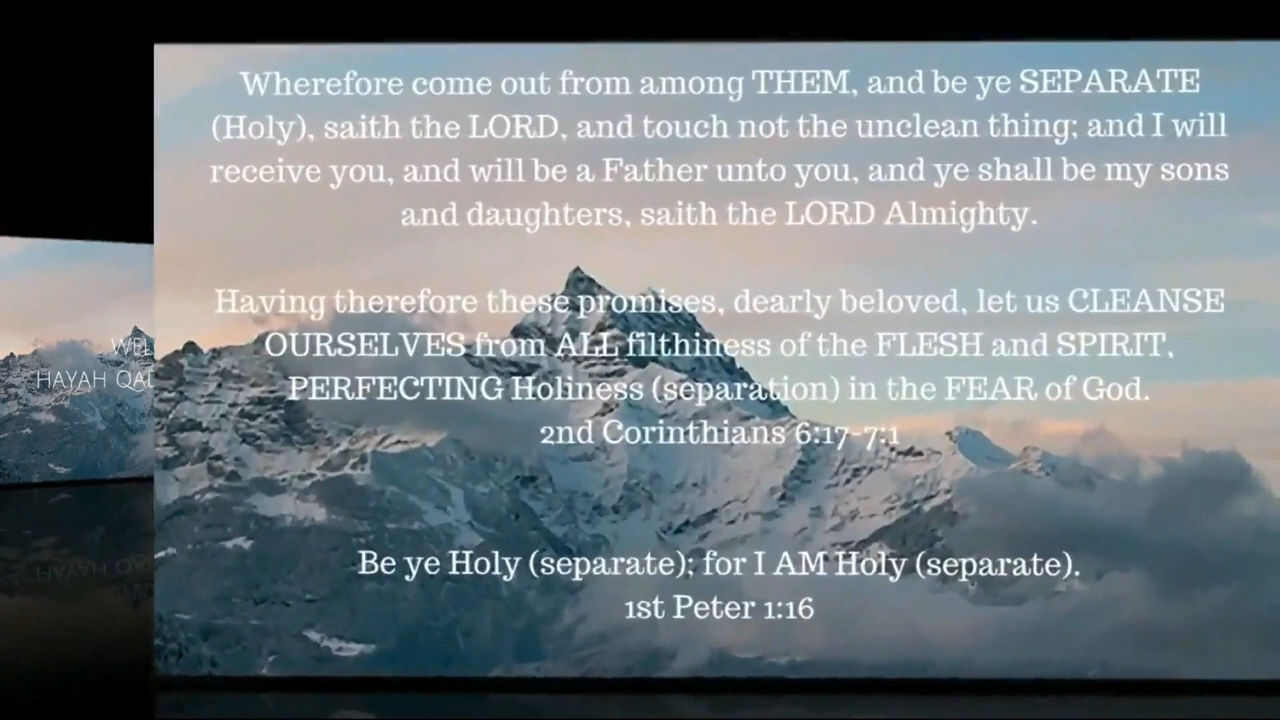 Wherefore come out from among THEM, and be ye SEPARATE
(Holy), saith the LORD, and touch not the unclean thing; and I will
receive you, and will be a Father unto you, and ye shall be my sons
and daughters, saith the LORD Almighty.
Having therefore these promises, dearly beloved, let us CLEANSE
OURSELVES from ALL filthiness of the FLESH and SPIRIT,
PERFECTING Holiness (separation) in the FEAR of God.
2nd Corinthians 6:17-7:1
Be ye Holy (separate); for I AM Holy (separate).
1st Peter 1:16
HAYAH